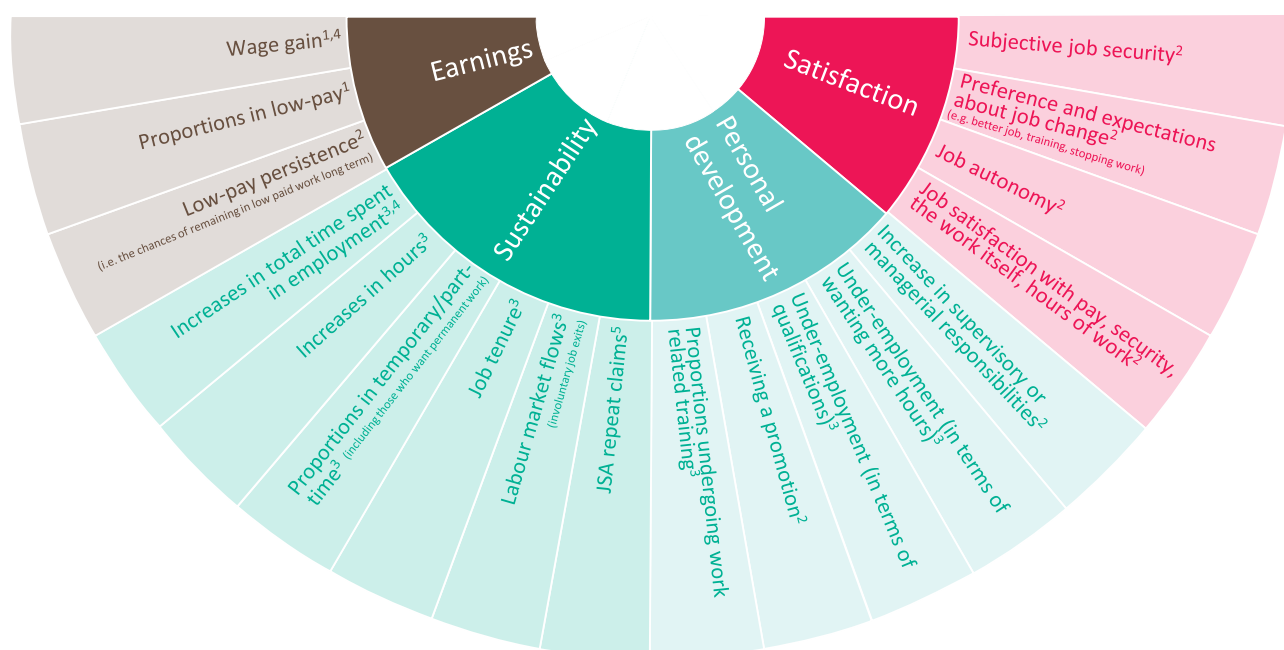 Earnings
Wage gain1,4
Proportions in low-pay1
Low-pay persistence2
(i.e. the chances of remaining in low paid work long term)
Sustainability
Increases in total time spent
in employment3,4
Increases in hours3
Proportions in temporary/part-
time3 (including those who want permanent work)
Job tenure3
Labour market flows3
(involuntary job exits)
JSA repeat claims5
Personal
development
Proportions undergoing work
related training3
Receiving a promotion2
Under-employment (in terms of
qualifications)3
Under-employment (in terms of
wanting more hours)3
Increase in supervisory or
managerial responsibilities2
Satisfaction
Subjective job security2
Preference and expectations
about job change2
(e.g. better job, training, stopping work)
Job autonomy2
Job satisfaction with pay, security,
the work itself, hours of work2